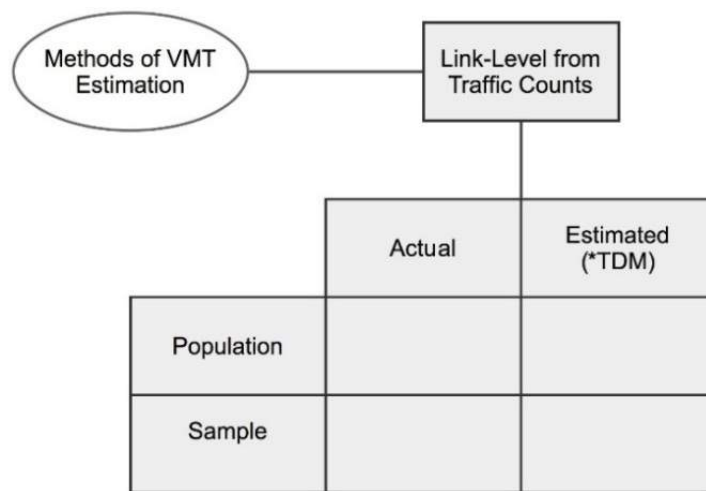 Methods of VMT
Estimation
Link-Level from
Traffic Counts
Actual
Estimated
(*TDM)
Population
Sample